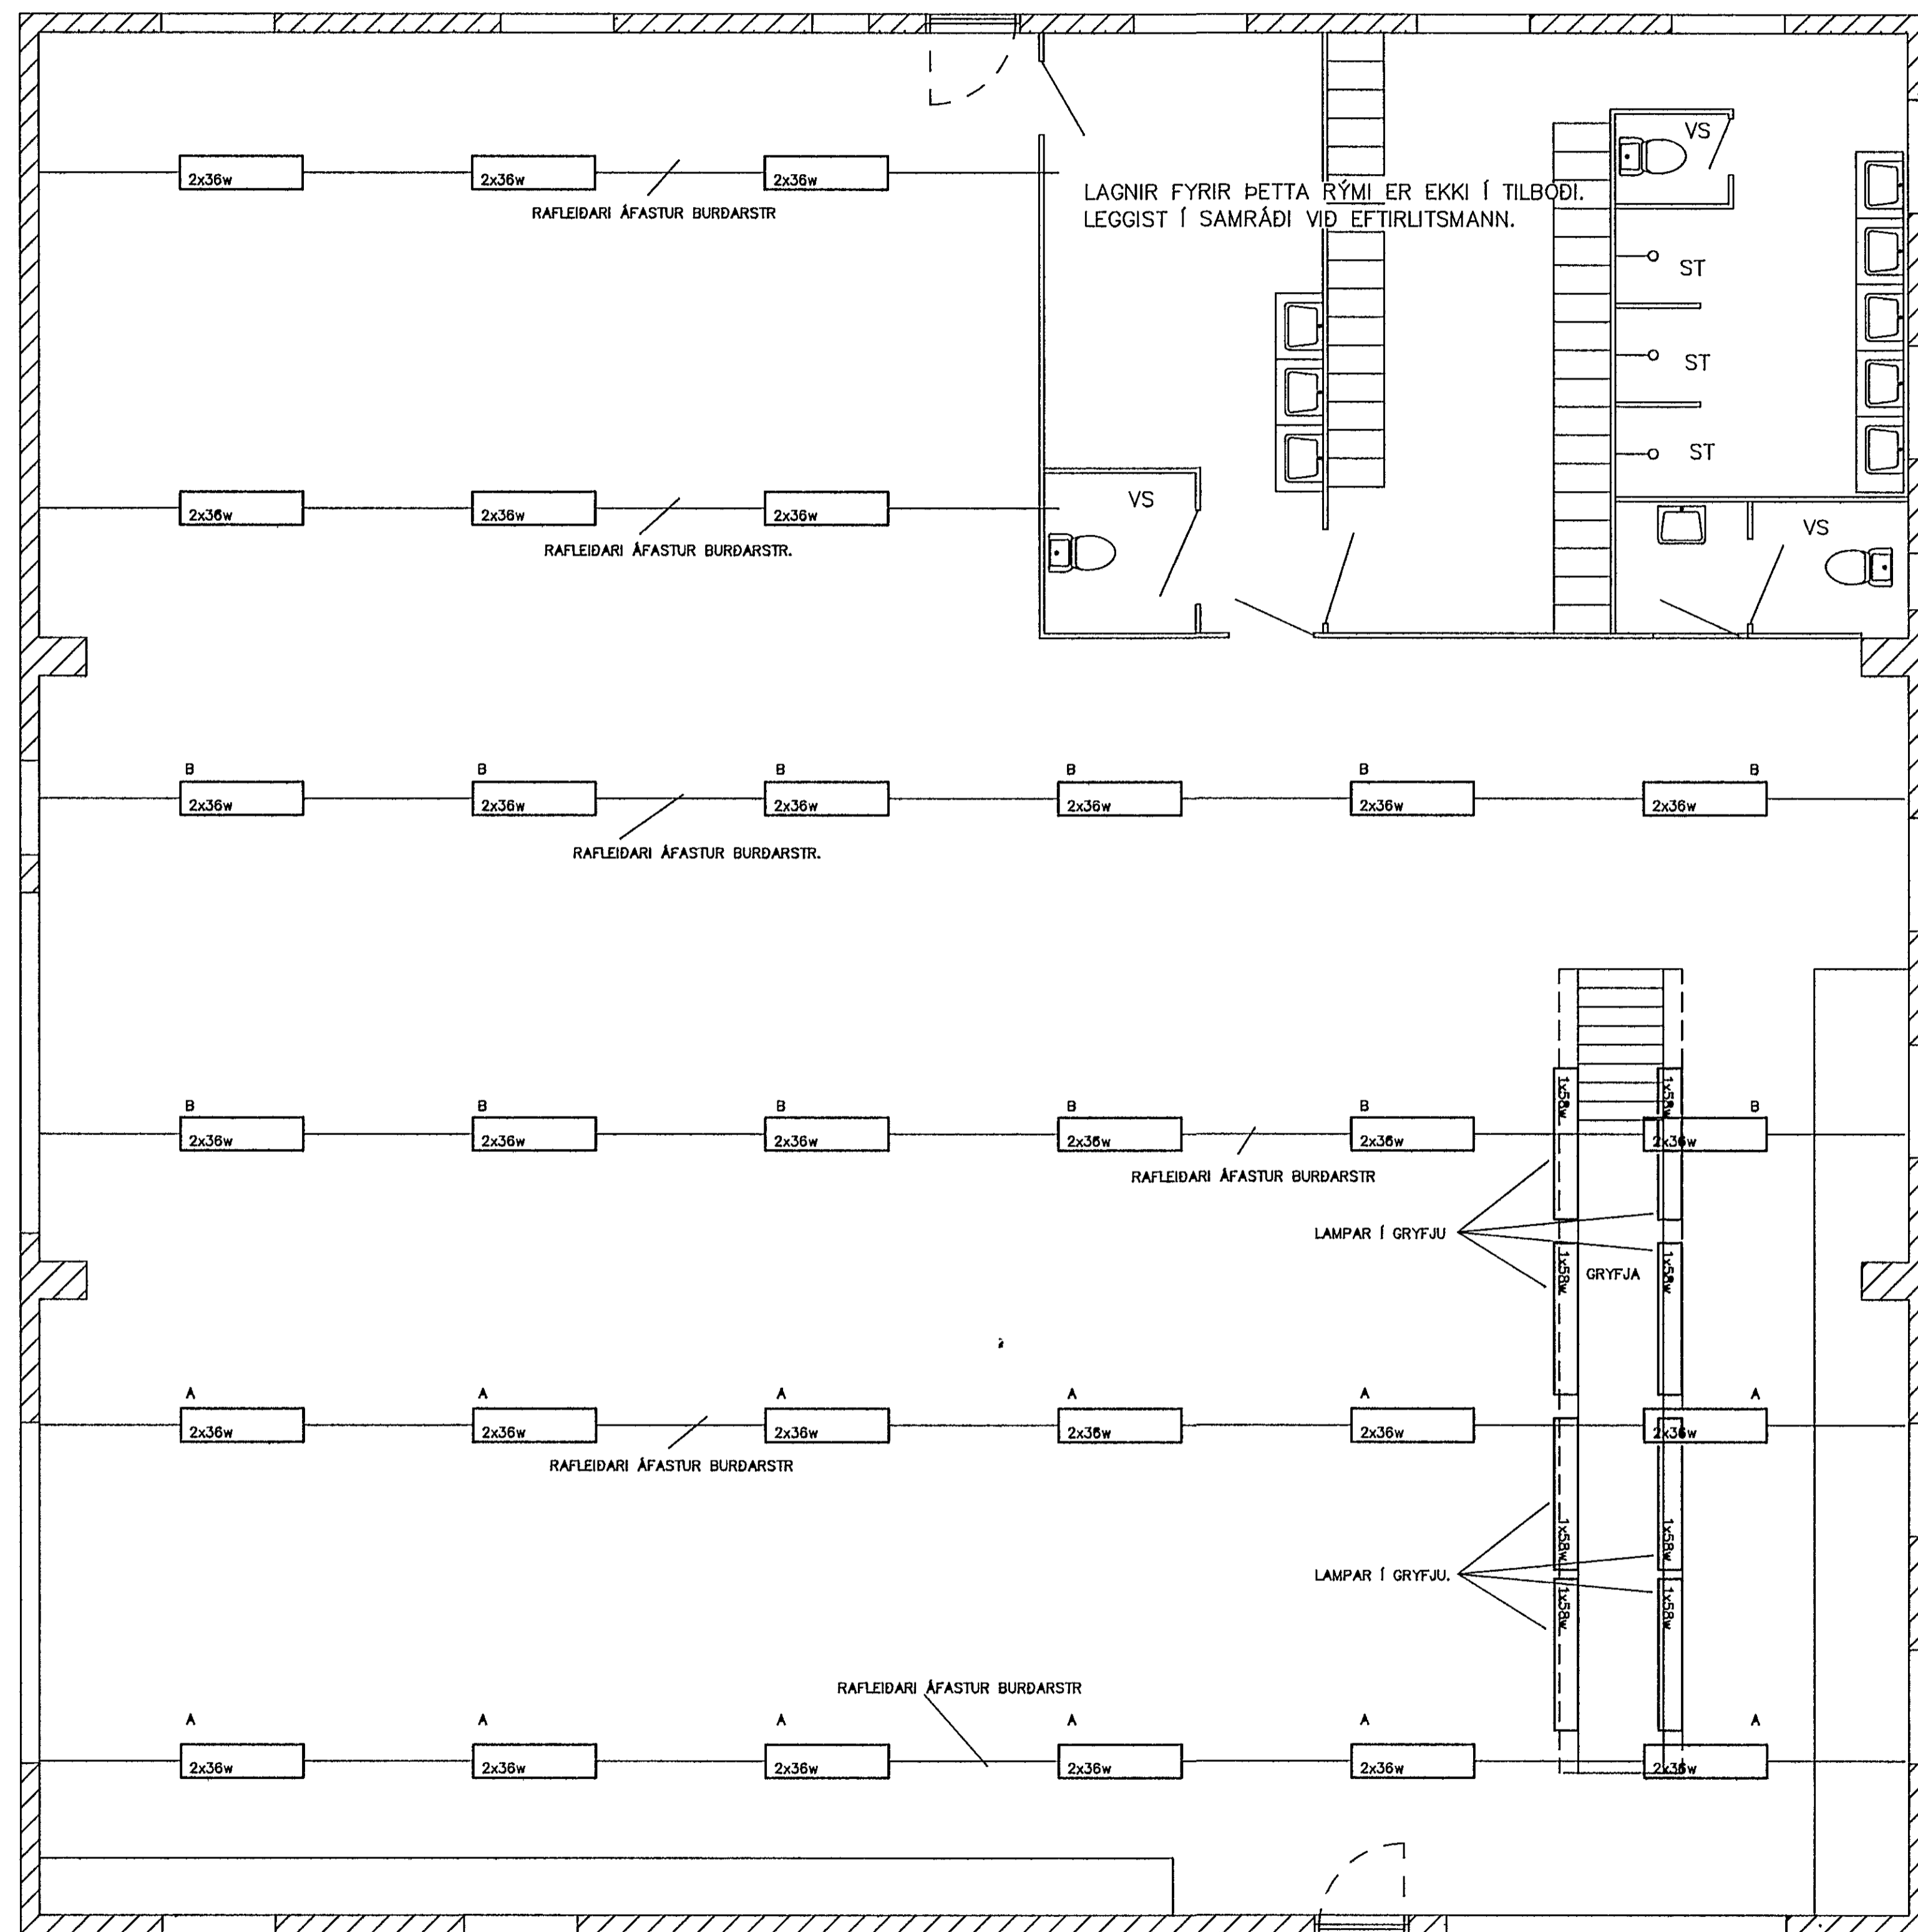 VS
2x36w 2x36w 2x36w
LAGNIR FYRIR ÞETTA RÝMI ER EKKI Í TILBOÐI.
RAFLEIÐARI ÁFASTUR BURÐARSTR
LEGGIST Í SAMRÁÐI VIÐ EFTIRLITSMANN.
ST
ST
ST
VS
2x36w 2x36w 2x36w
VS
RAFLEIÐARI ÁFASTUR BURÐARSTR.
B B B B B B
2x36w 2x36w 2x36w 2x36w 2x36w 2x36w
RAFLEIÐARI ÁFASTUR BURÐARSTR.
1x58w 1x58w
B B B B B B
2x36w 2x36w 2x36w 2x36w 2x36w 2x36w
RAFLEIÐARI ÁFASTUR BURÐARSTR
LAMPAR Í GRYFJU
1x58w GRYFJA 1x58w
A A A A A A
2x36w 2x36w 2x36w 2x36w 2x36w 2x36w
RAFLEIÐARI ÁFASTUR BURÐARSTR
1x58w 1x58w
LAMPAR Í GRYFJU.
1x58w 1x58w
RAFLEIÐARI ÁFASTUR BURÐARSTR
A A A A A A
2x36w 2x36w 2x36w 2x36w 2x36w 2x36w